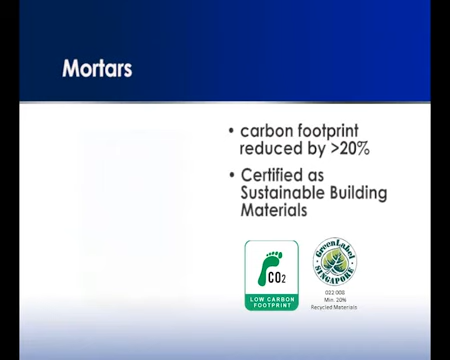 Mortars
• carbon footprint
reduced by >20%
• Certified as
Sustainable Building
Materials
CO2
LOW CARBON
FOOTPRINT
Green Label
SINGAPORE
Min. 20%
Recycled Materials